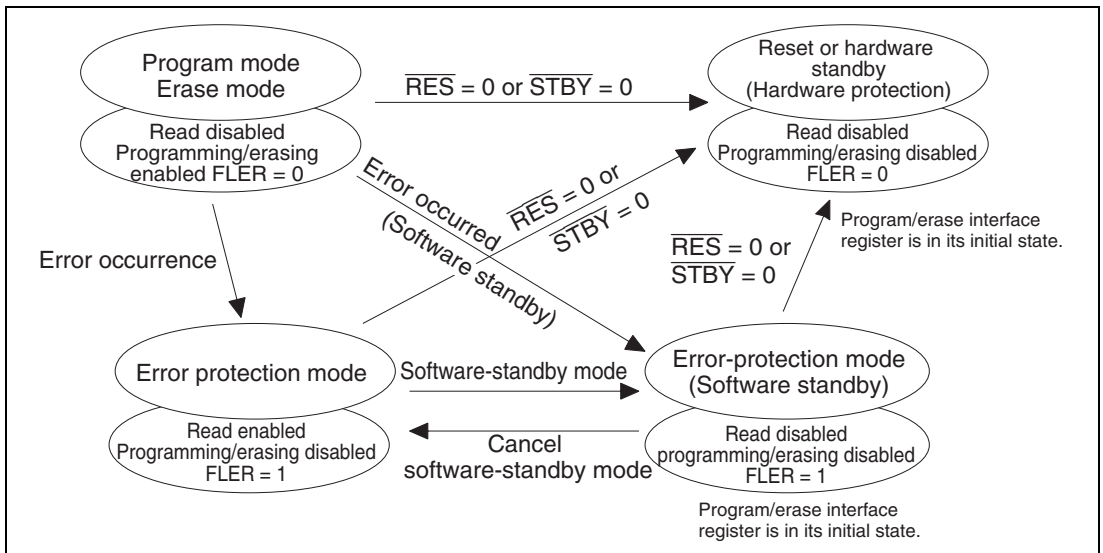 Program mode
Erase mode
Read disabled
Programming/erasing
enabled FLER = 0
RES = 0 or STBY = 0
Reset or hardware
standby
(Hardware protection)
Read disabled
Programming/erasing disabled
FLER = 0
Program/erase interface
register is in its initial state.
Error occurred
(Software standby)
RES = 0 or
STBY = 0
RES = 0 or
STBY = 0
Error occurrence
Error protection mode
Read enabled
Programming/erasing disabled
FLER = 1
Software-standby mode
Cancel
software-standby mode
Error-protection mode
(Software standby)
Read disabled
programming/erasing disabled
FLER = 1
Program/erase interface
register is in its initial state.